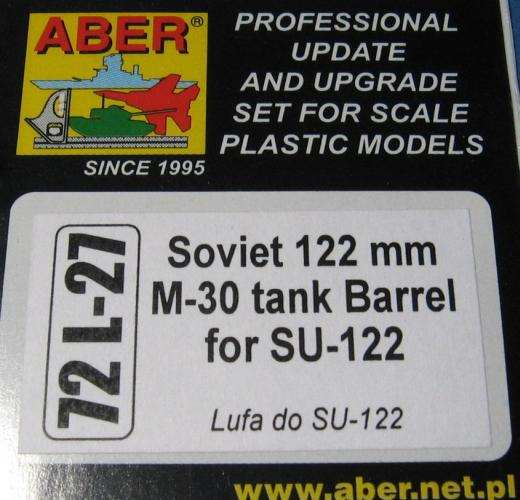 ABER®
SINCE 1995
PROFESSIONAL
UPDATE
AND UPGRADE
SET FOR SCALE
PLASTIC MODELS
72 L-27
Soviet 122 mm
M-30 tank Barrel
for SU-122
Lufa do SU-122
www.aber.net.pl